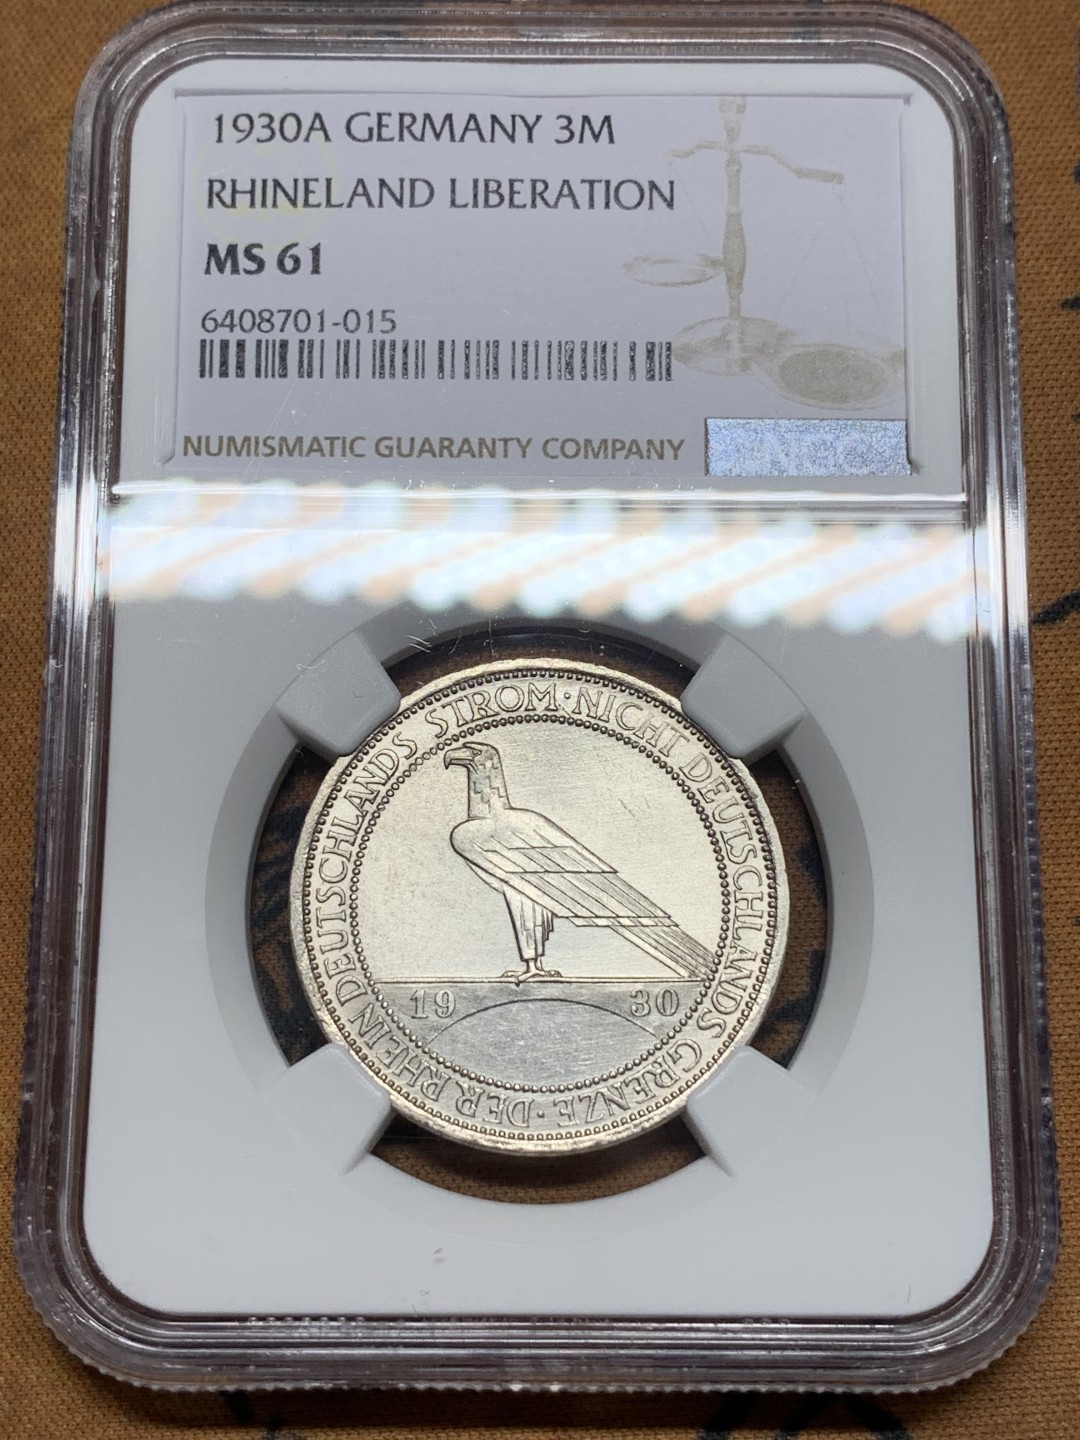 1930A GERMANY 3M
RHINELAND LIBERATION
MS 61
6408701-015
NUMISMATIC GUARANTY COMPANY
NGC
DER RHEIN DEUTSCHLANDS STROM · NICHT DEUTSCHLANDS GRENZE ·
19 30